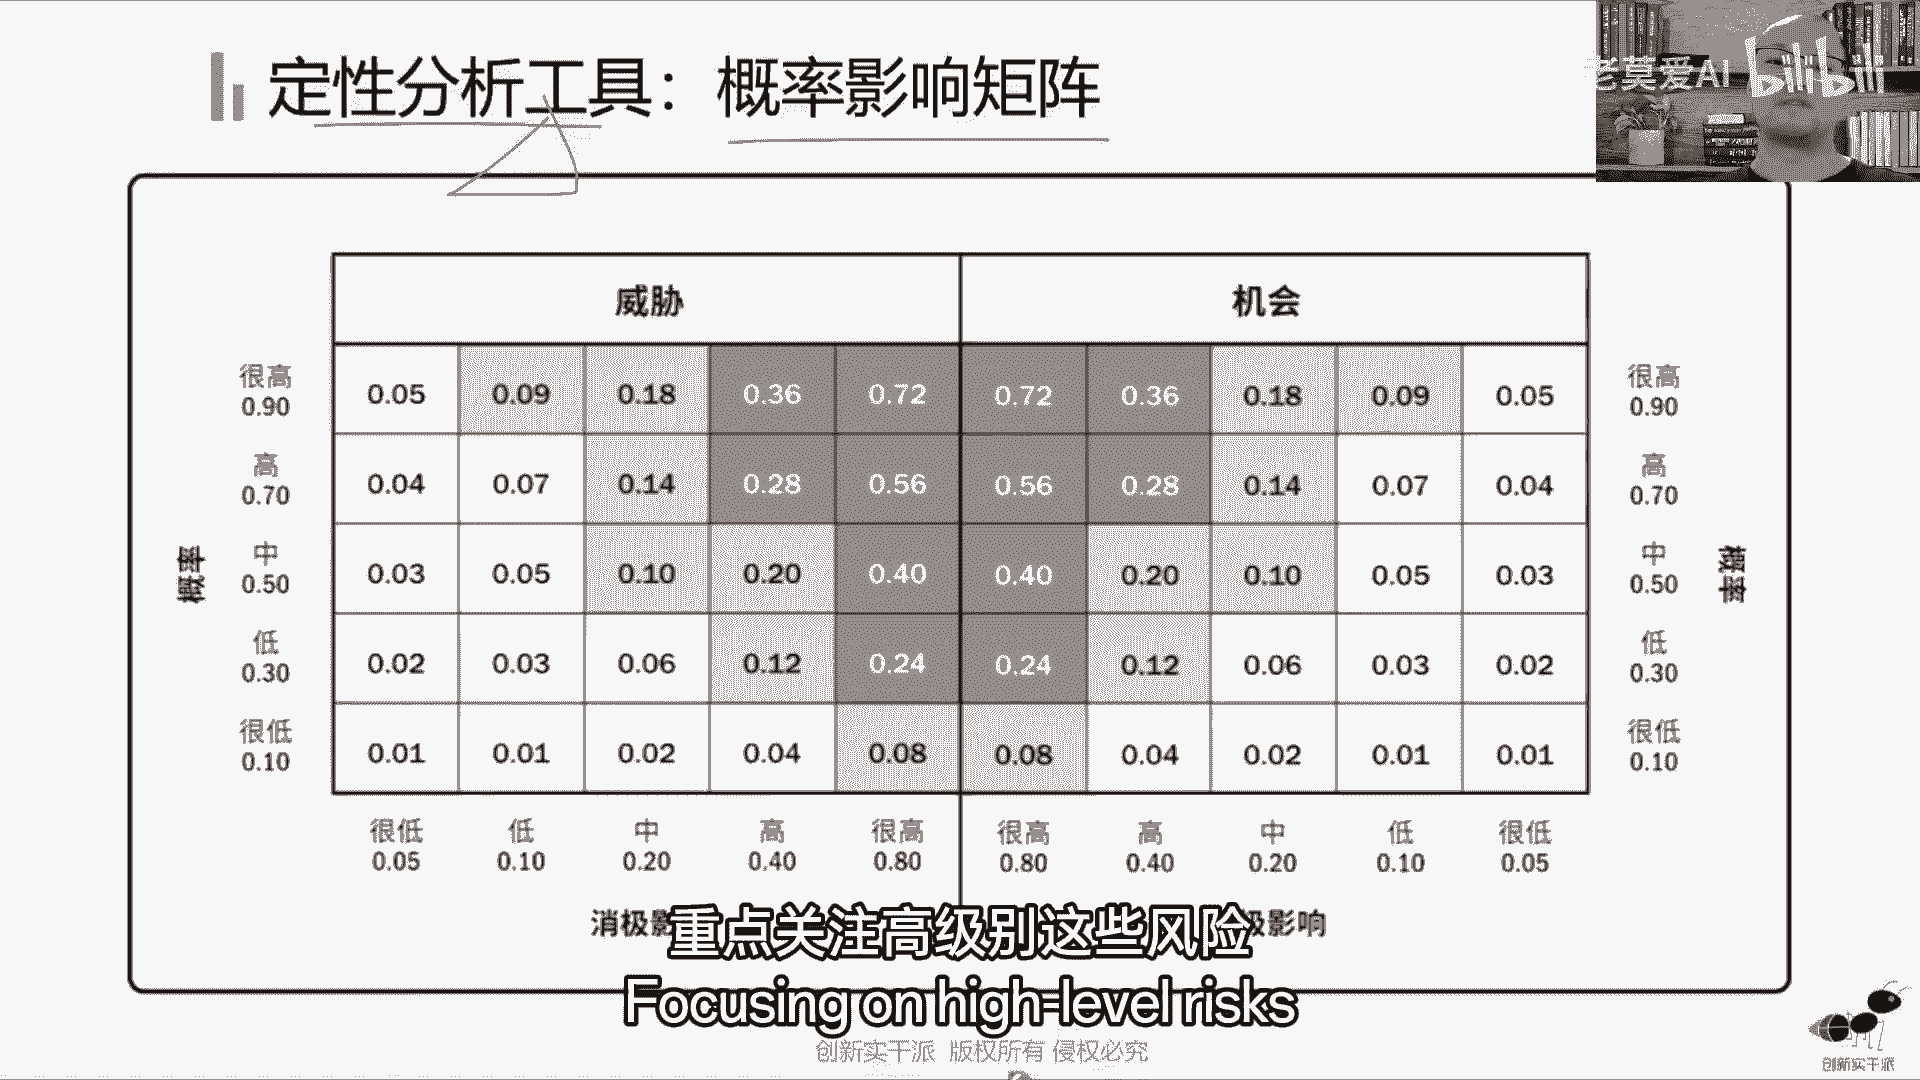 定性分析工具：概率影响矩阵
老莫爱AI bilibili
威胁 机会
很高 0.90 0.05 0.09 0.18 0.36 0.72 0.72 0.36 0.18 0.09 0.05 很高 0.90
高 0.70 0.04 0.07 0.14 0.28 0.56 0.56 0.28 0.14 0.07 0.04 高 0.70
概率 中 0.50 0.03 0.05 0.10 0.20 0.40 0.40 0.20 0.10 0.05 0.03 中 0.50 概率
低 0.30 0.02 0.03 0.06 0.12 0.24 0.24 0.12 0.06 0.03 0.02 低 0.30
很低 0.10 0.01 0.01 0.02 0.04 0.08 0.08 0.04 0.02 0.01 0.01 很低 0.10
很低 低 中 高 很高 很高 高 中 低 很低
0.05 0.10 0.20 0.40 0.80 0.80 0.40 0.20 0.10 0.05
消极影 极影响
重点关注高级别这些风险
Focusing on high-level risks
创新实干派 版权所有 侵权必究
创新实干派